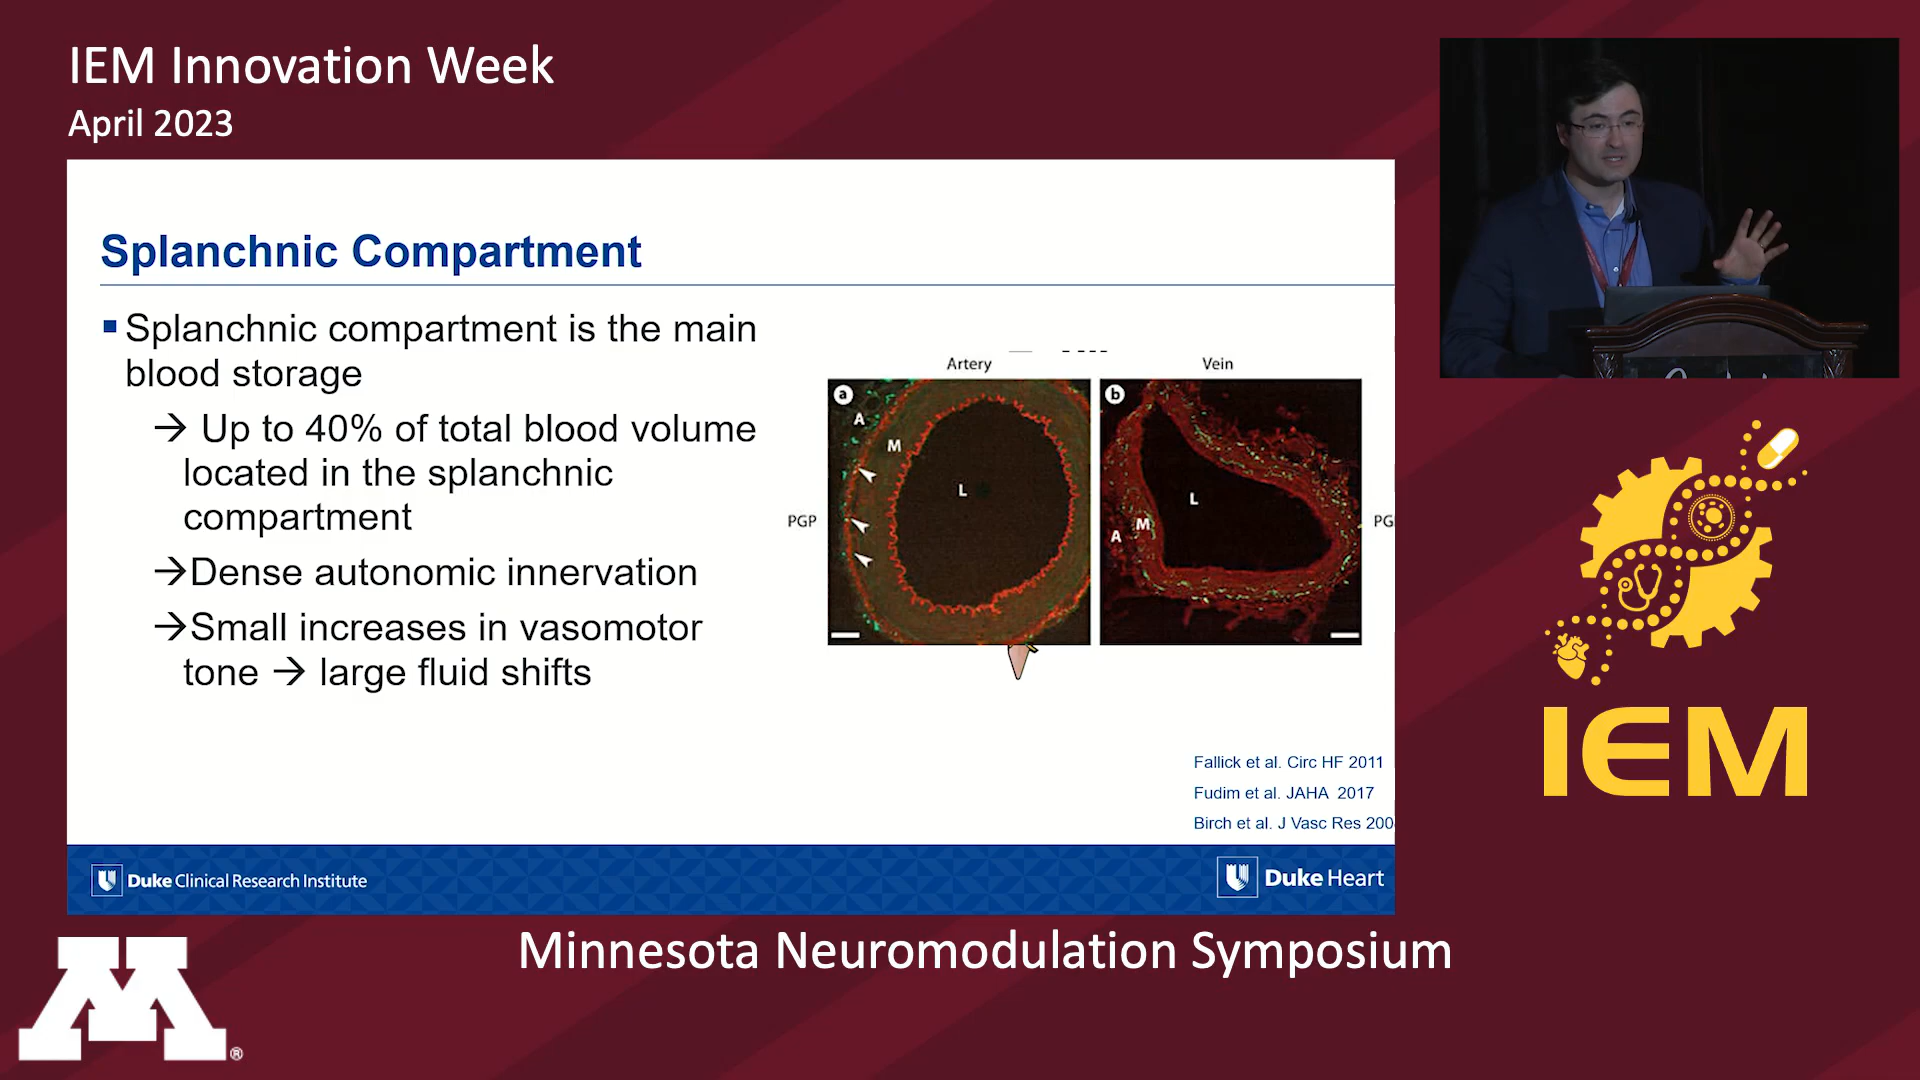 IEM Innovation Week
April 2023
Splanchnic Compartment
Splanchnic compartment is the main
blood storage
→ Up to 40% of total blood volume
located in the splanchnic
compartment
→Dense autonomic innervation
→Small increases in vasomotor
tone → large fluid shifts
Artery
Vein
a
A
M
L
PGP
b
L
M
A
PG
Fallick et al. Circ HF 2011
Fudim et al. JAHA 2017
Birch et al. J Vasc Res 200
Duke Clinical Research Institute
Duke Heart
IEM
Minnesota Neuromodulation Symposium
M®